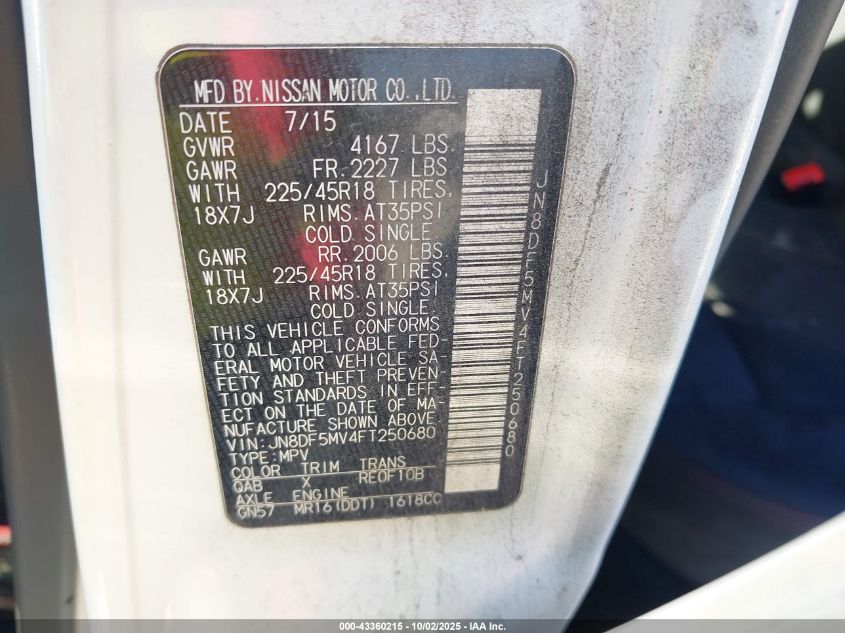 MFD BY.NISSAN MOTOR CO.,LTD.
DATE 7/15
GVWR 4167 LBS.
GAWR FR.2227 LBS
WITH 225/45R18 TIRES,
18X7J RIMS.AT35PSI
COLD SINGLE.
GAWR RR.2006 LBS.
WITH 225/45R18 TIRES.
18X7J RIMS.AT35PSI
COLD SINGLE.
THIS VEHICLE CONFORMS
TO ALL APPLICABLE FED-
ERAL MOTOR VEHICLE SA-
FETY AND THEFT PREVEN-
TION STANDARDS IN EFF-
ECT ON THE DATE OF MA-
NUFACTURE SHOWN ABOVE
VIN:JN8DF5MV4FT250680
TYPE:MPV
COLOR TRIM TRANS
QAB X RE0F10B
AXLE ENGINE
GN57 MR16(DDT) 1618CC
JN8DF5MV4FT250680
000-43360215 - 10/02/2025 - IAA Inc.